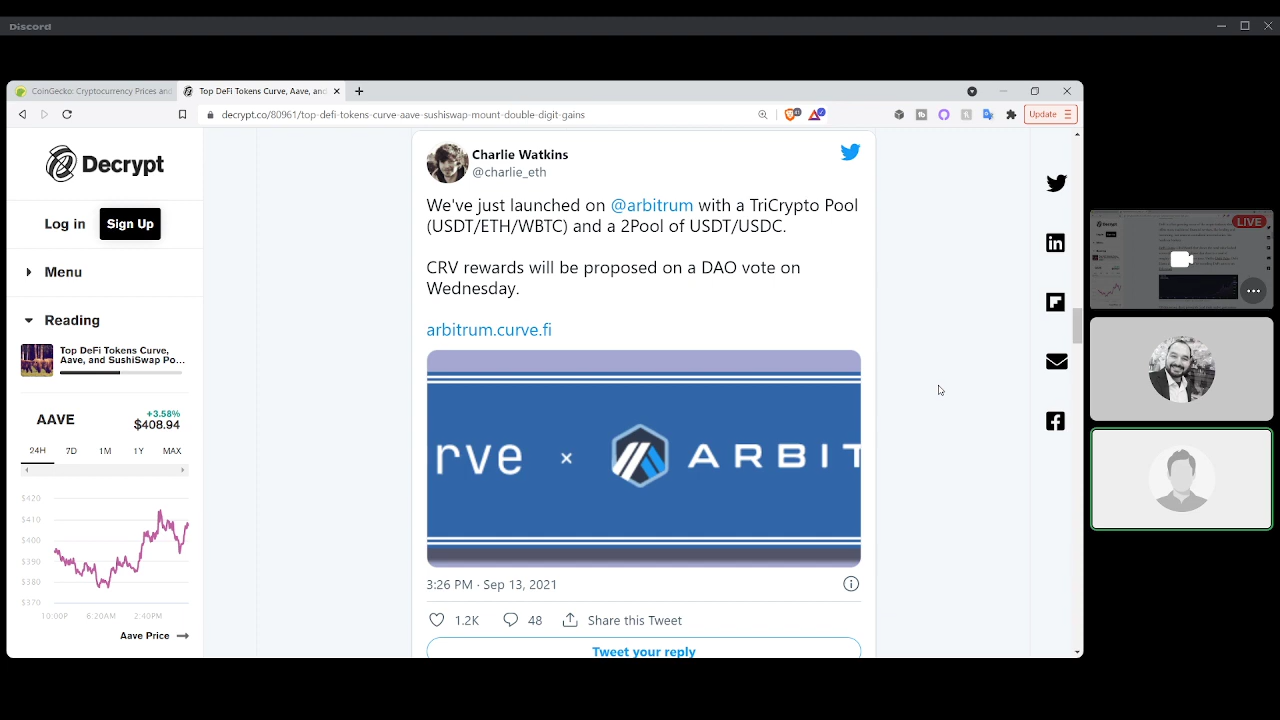 Discord
CoinGecko: Cryptocurrency Prices and
Top DeFi Tokens Curve, Aave, and
decrypt.co/80961/top-defi-tokens-curve-aave-sushiswap-mount-double-digit-gains
Update
Decrypt
Log in
Sign Up
Menu
Reading
Top DeFi Tokens Curve,
Aave, and SushiSwap Po...
AAVE
+3.58%
$408.94
24H 7D 1M 1Y MAX
$420
$410
$400
$390
$380
$370
10:00P 6:20AM 2:40PM
Aave Price
Charlie Watkins
@charlie_eth
We've just launched on @arbitrum with a TriCrypto Pool
(USDT/ETH/WBTC) and a 2Pool of USDT/USDC.
CRV rewards will be proposed on a DAO vote on
Wednesday.
arbitrum.curve.fi
rve × ARBIT
3:26 PM · Sep 13, 2021
1.2K 48 Share this Tweet
Tweet your reply
LIVE